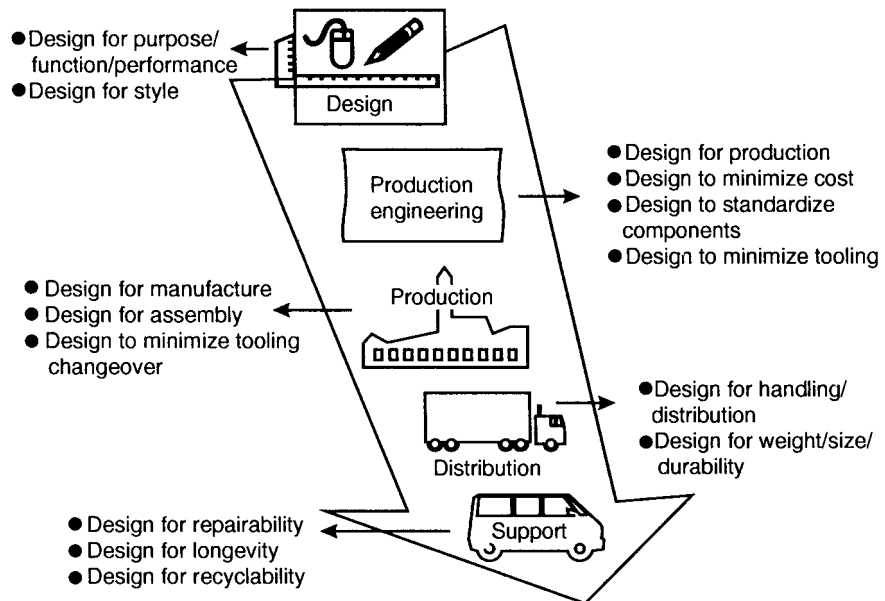 ● Design for purpose/
function/performance
● Design for style
Design
Production
engineering
● Design for production
● Design to minimize cost
● Design to standardize
components
● Design to minimize tooling
● Design for manufacture
● Design for assembly
● Design to minimize tooling
changeover
Production
● Design for handling/
distribution
● Design for weight/size/
durability
Distribution
● Design for repairability
● Design for longevity
● Design for recyclability
Support